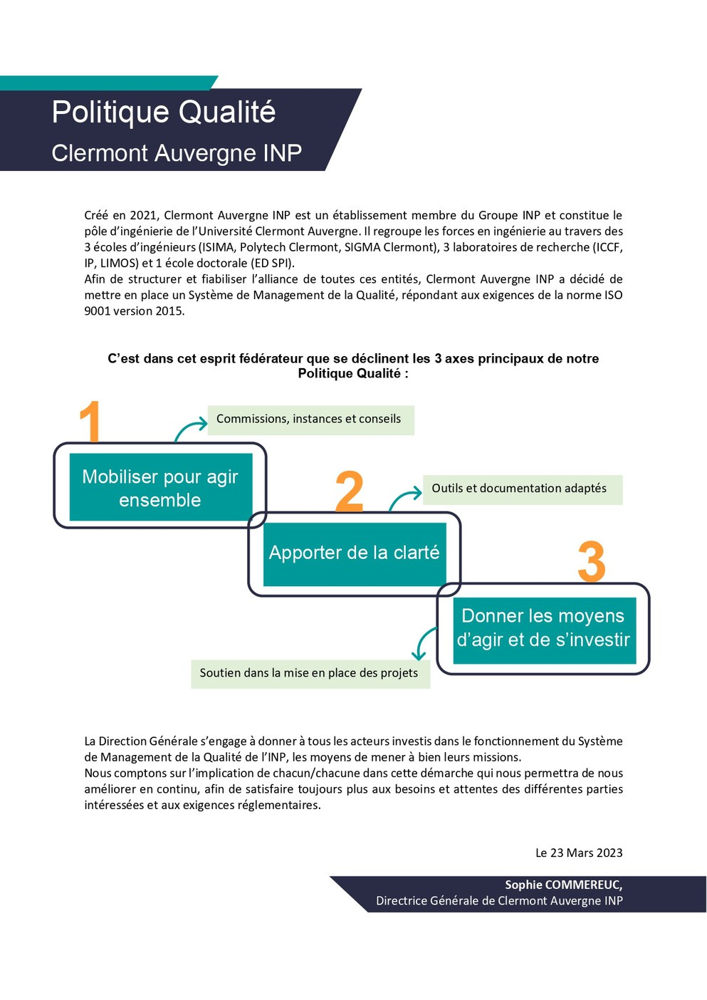 Politique Qualité
Clermont Auvergne INP
Créé en 2021, Clermont Auvergne INP est un établissement membre du Groupe INP et constitue le
pôle d’ingénierie de l’Université Clermont Auvergne. Il regroupe les forces en ingénierie au travers des
3 écoles d’ingénieurs (ISIMA, Polytech Clermont, SIGMA Clermont), 3 laboratoires de recherche (ICCF,
IP, LIMOS) et 1 école doctorale (ED SPI).
Afin de structurer et fiabiliser l’alliance de toutes ces entités, Clermont Auvergne INP a décidé de
mettre en place un Système de Management de la Qualité, répondant aux exigences de la norme ISO
9001 version 2015.
C’est dans cet esprit fédérateur que se déclinent les 3 axes principaux de notre
Politique Qualité :
1
Commissions, instances et conseils
Mobiliser pour agir
ensemble
2
Outils et documentation adaptés
Apporter de la clarté
3
Donner les moyens
d’agir et de s’investir
Soutien dans la mise en place des projets
La Direction Générale s’engage à donner à tous les acteurs investis dans le fonctionnement du Système
de Management de la Qualité de l’INP, les moyens de mener à bien leurs missions.
Nous comptons sur l’implication de chacun/chacune dans cette démarche qui nous permettra de nous
améliorer en continu, afin de satisfaire toujours plus aux besoins et attentes des différentes parties
intéressées et aux exigences réglementaires.
Le 23 Mars 2023
Sophie COMMEREUC,
Directrice Générale de Clermont Auvergne INP